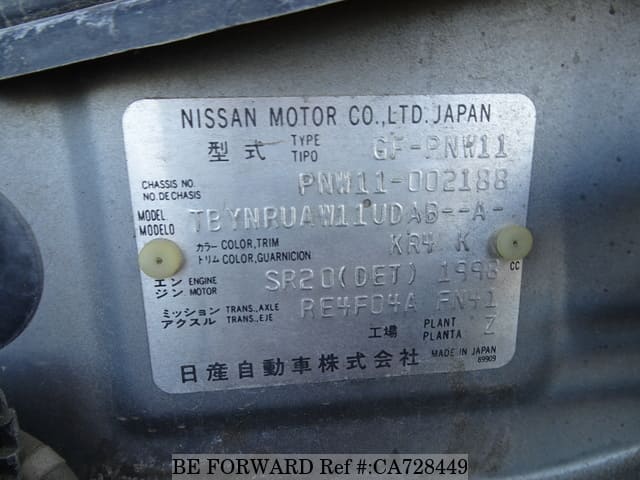 NISSAN MOTOR CO.,LTD. JAPAN
型式 TYPE TIPO GF-PNW11
CHASSIS NO. NO.DE CHASIS PNW11-002188
MODEL MODELO TBYNRUAW11UDAB--A-
カラー COLOR,TRIM トリム COLOR,GUARNICION KR4 K
エンジン ENGINE MOTOR SR20(DET) 1998 CC
ミッション TRANS.,AXLE アクスル TRANS.,EJE RE4F04A FN41
工場 PLANT PLANTA Z
日産自動車株式会社 MADE IN JAPAN
89909
BE FORWARD Ref #:CA728449